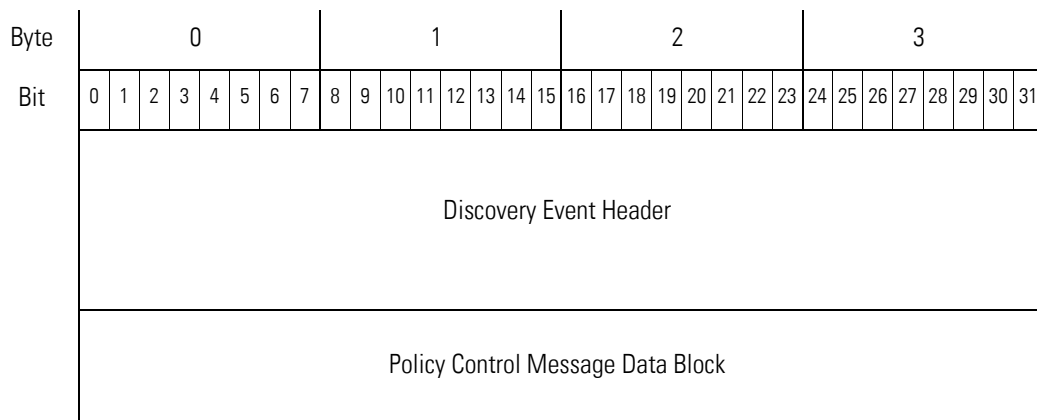 Byte 0 1 2 3
Bit 0 1 2 3 4 5 6 7 8 9 10 11 12 13 14 15 16 17 18 19 20 21 22 23 24 25 26 27 28 29 30 31
Discovery Event Header
Policy Control Message Data Block